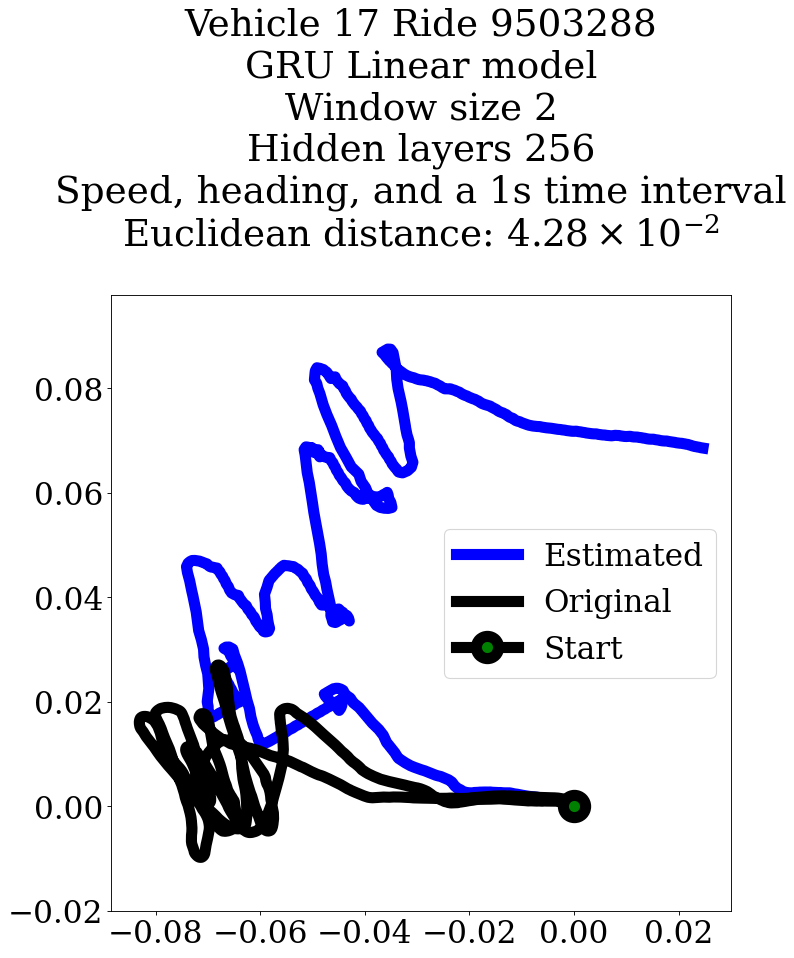 Vehicle 17 Ride 9503288
GRU Linear model
Window size 2
Hidden layers 256
Speed, heading, and a 1s time interval
Euclidean distance: 4.28 × 10⁻²
0.08
0.06
0.04
0.02
0.00
−0.02
Estimated
Original
Start
−0.08 −0.06 −0.04 −0.02 0.00 0.02